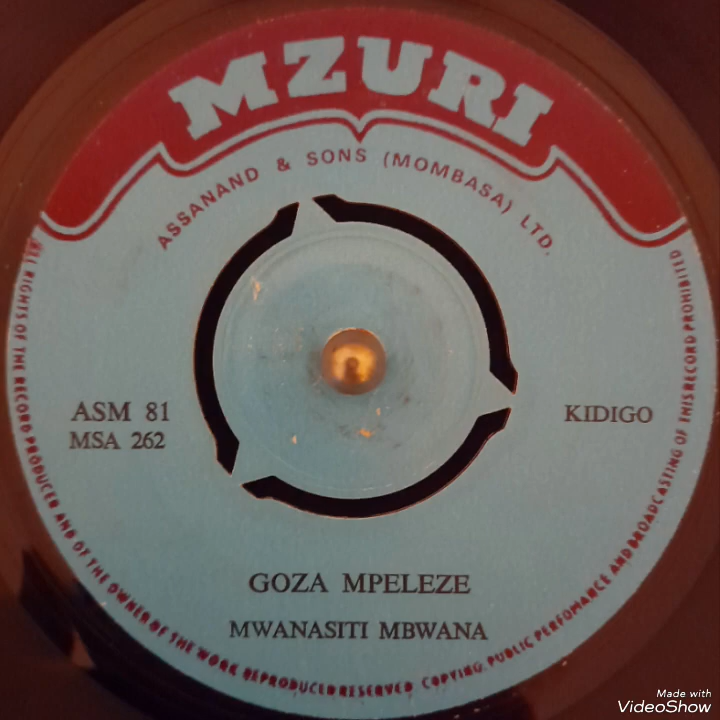 MZURI
ASSANAND & SONS (MOMBASA) LTD.
ASM 81
MSA 262
KIDIGO
GOZA MPELEZE
MWANASITI MBWANA
ALL RIGHTS OF THE RECORD PRODUCER AND OF THE OWNER OF THE WORK REPRODUCED RESERVED COPYING, PUBLIC PERFOMANCE AND BROADCASTING OF THIS RECORD PROHIBITED
Made with
VideoShow